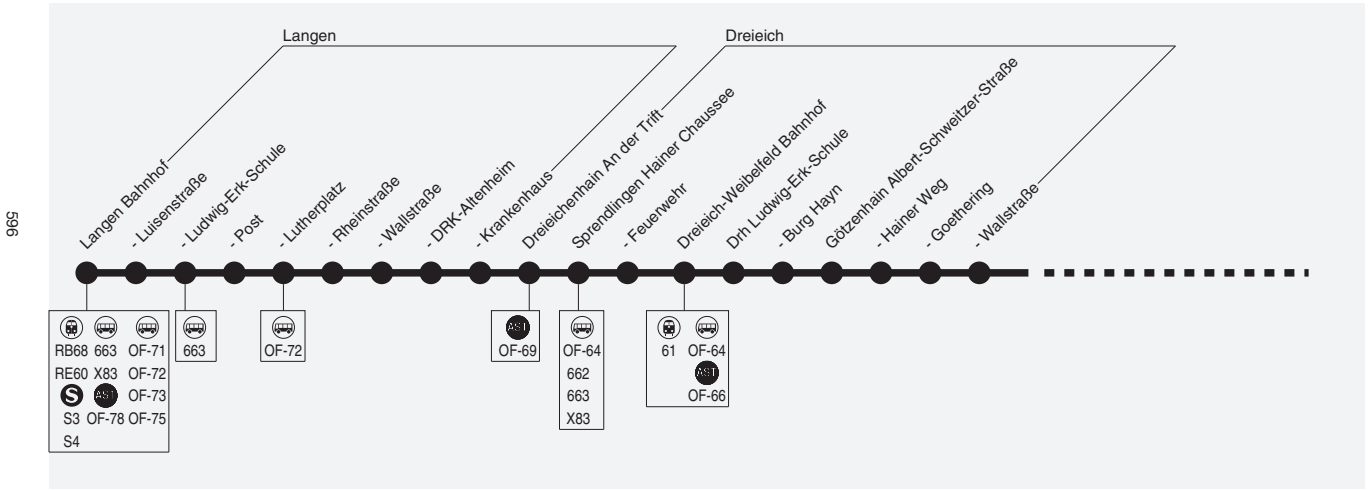 Langen
Dreieich
Langen Bahnhof
- Luisenstraße
- Ludwig-Erk-Schule
- Post
- Lutherplatz
- Rheinstraße
- Wallstraße
- DRK-Altenheim
- Krankenhaus
Dreieichenhain An der Trift
Sprendlingen Hainer Chaussee
- Feuerwehr
Dreieich-Weibelfeld Bahnhof
Drh Ludwig-Erk-Schule
- Burg Hayn
Götzenhain Albert-Schweitzer-Straße
- Hainer Weg
- Goethering
- Wallstraße
596
RB68 663 OF-71
RE60 X83 OF-72
S AST OF-73
S3 OF-78 OF-75
S4
663
OF-72
AST
OF-69
OF-64
662
663
X83
61 OF-64
AST
OF-66